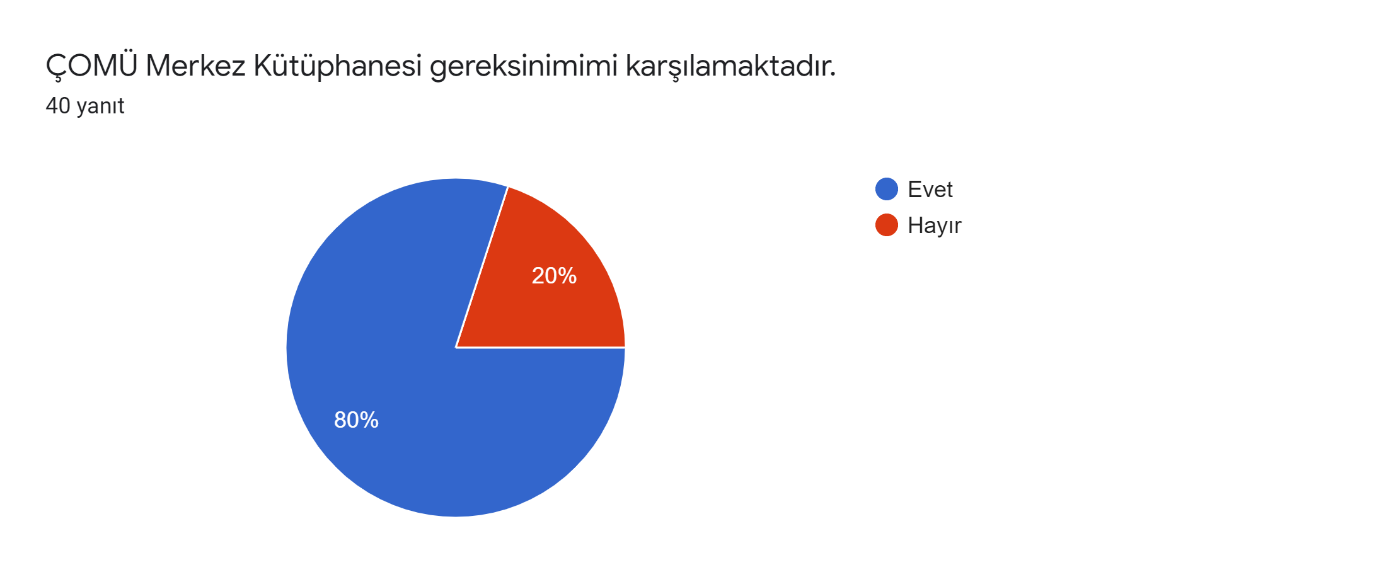 ÇOMÜ Merkez Kütüphanesi gereksinimimi karşılamaktadır.
40 yanıt
Evet
Hayır
20%
80%